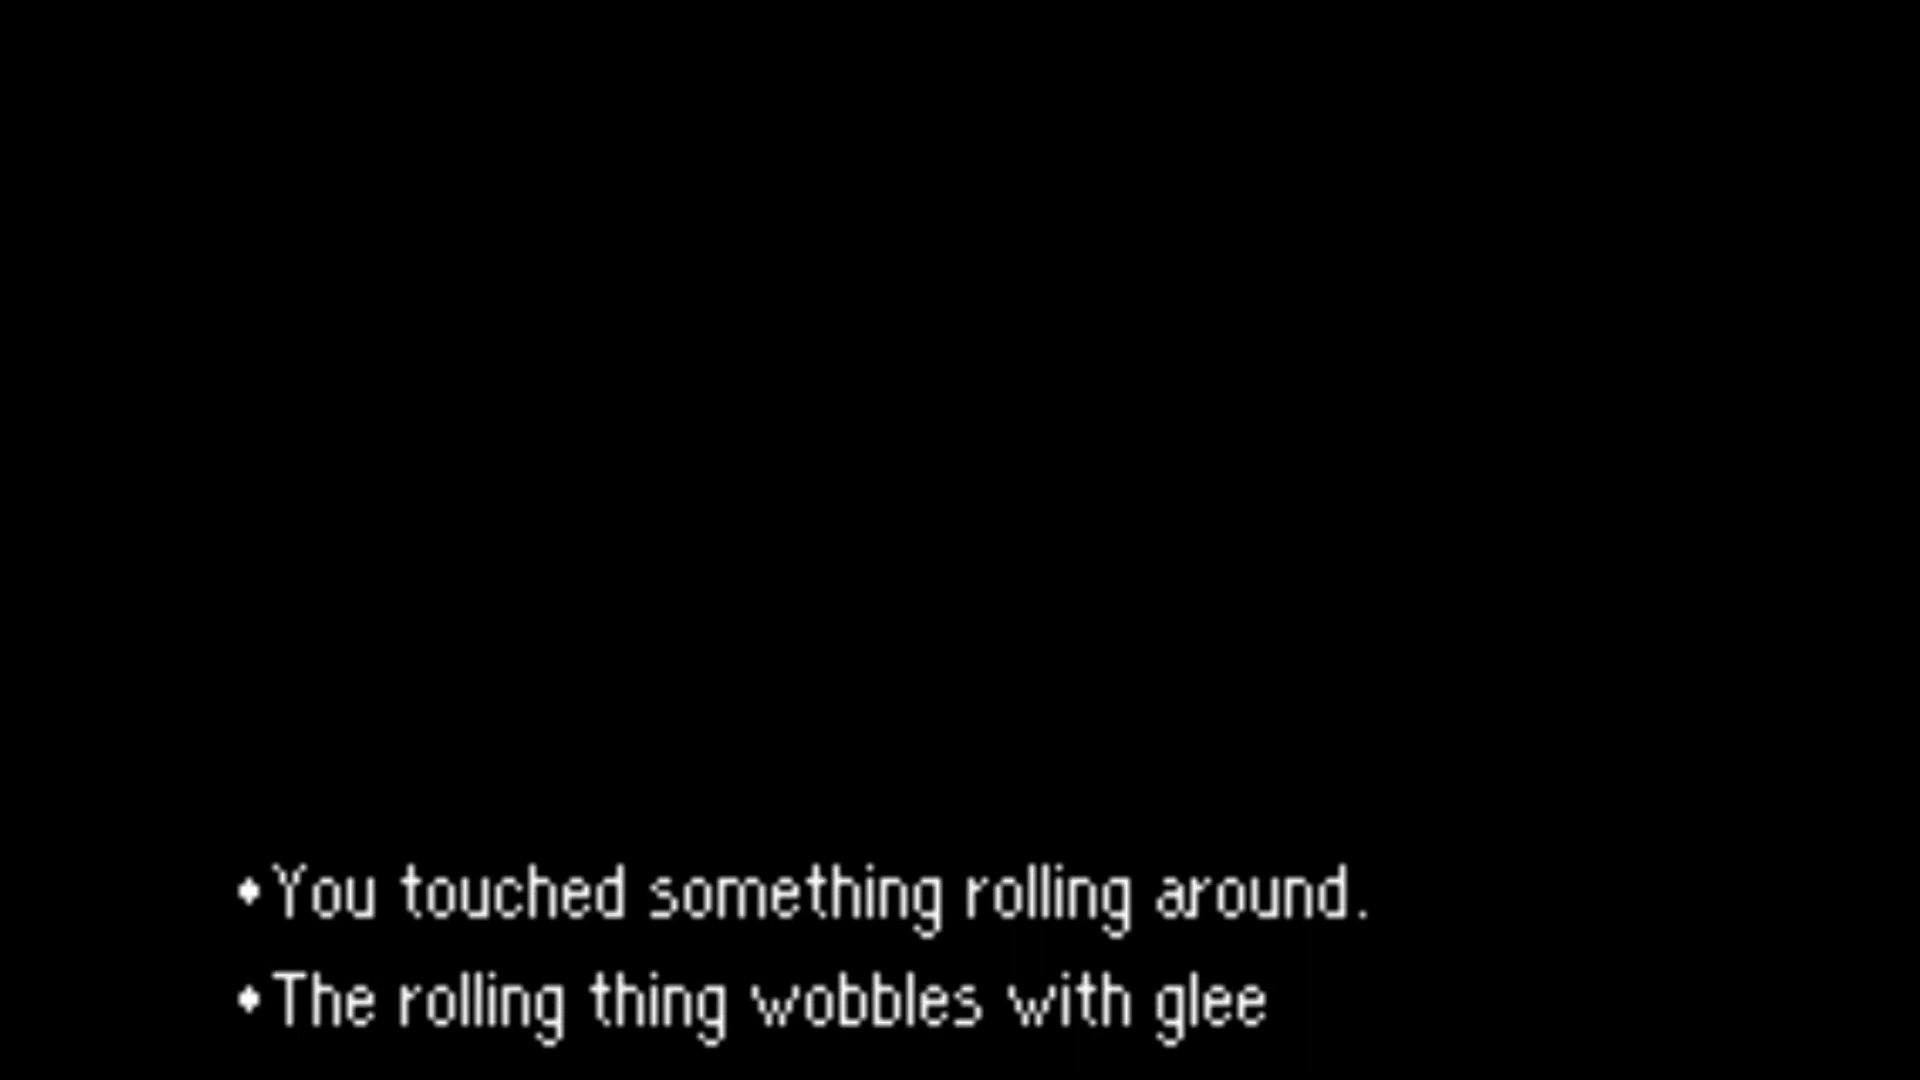 •You touched something rolling around.
•The rolling thing wobbles with glee